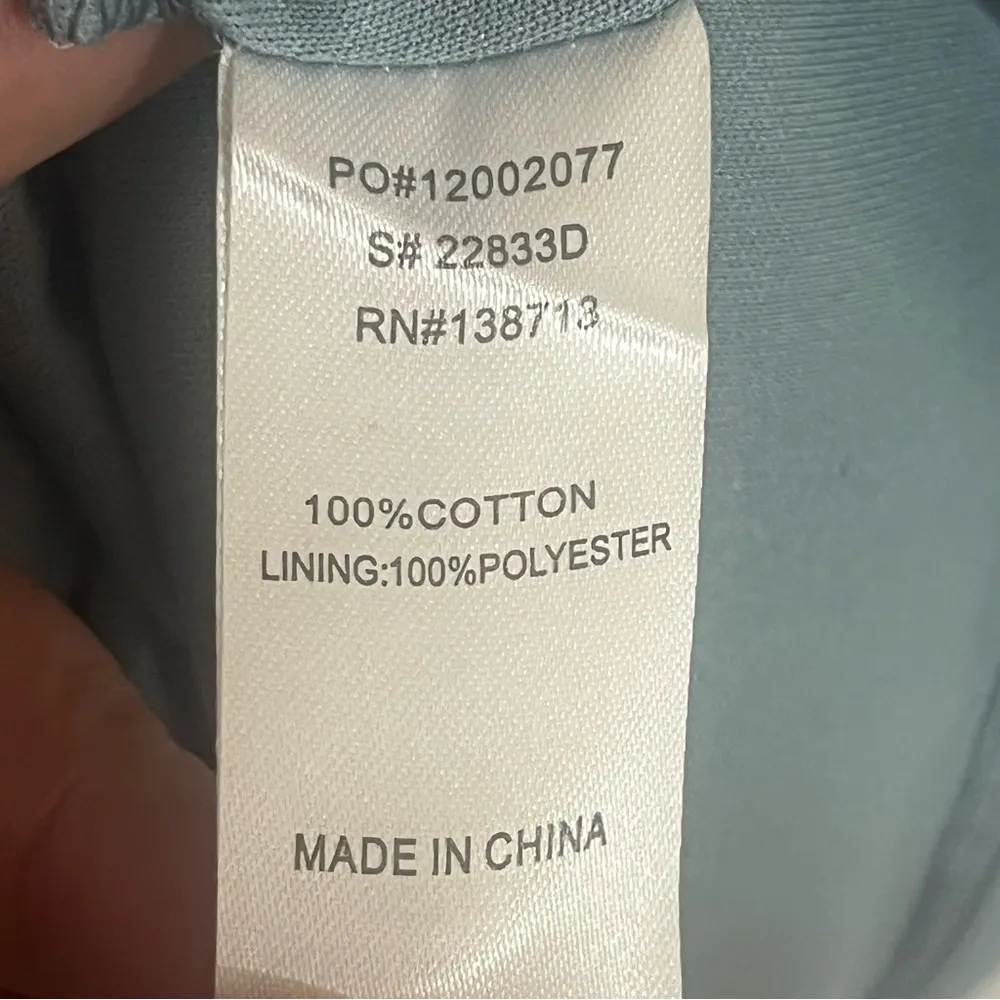 PO#12002077
S# 22833D
RN#138713
100%COTTON
LINING:100%POLYESTER
MADE IN CHINA